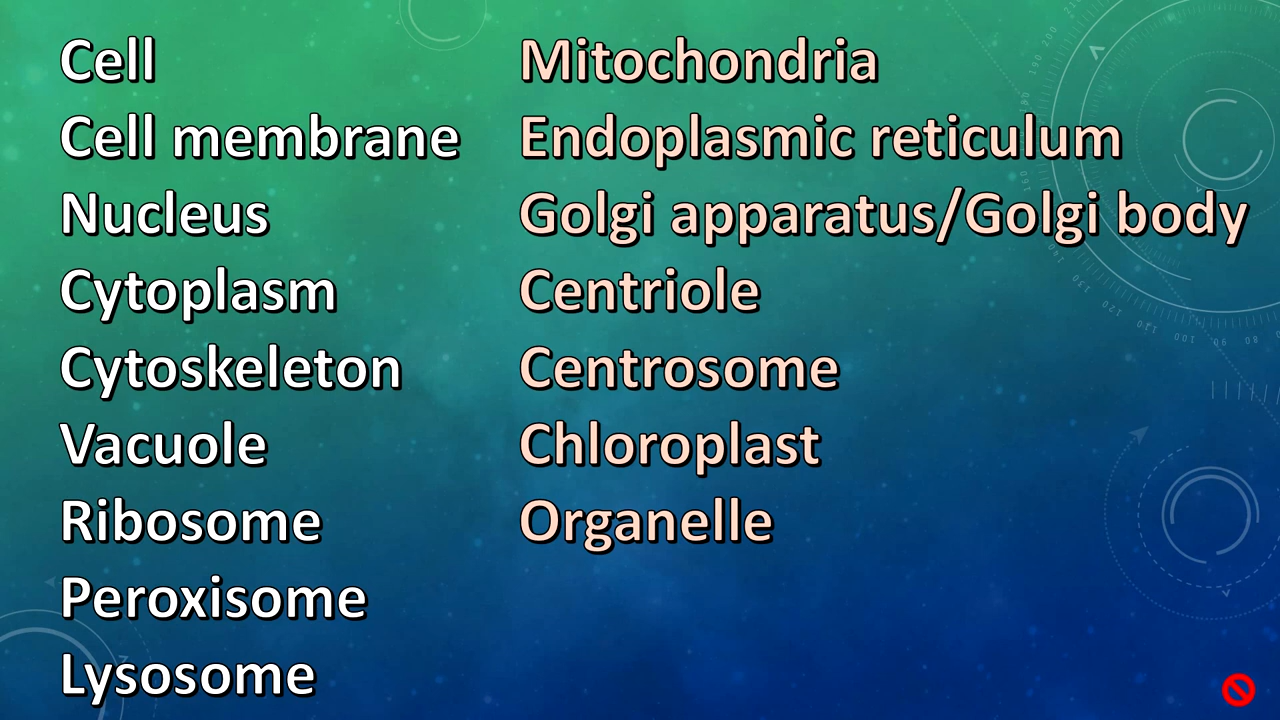 Cell
Cell membrane
Nucleus
Cytoplasm
Cytoskeleton
Vacuole
Ribosome
Peroxisome
Lysosome
Mitochondria
Endoplasmic reticulum
Golgi apparatus/Golgi body
Centriole
Centrosome
Chloroplast
Organelle